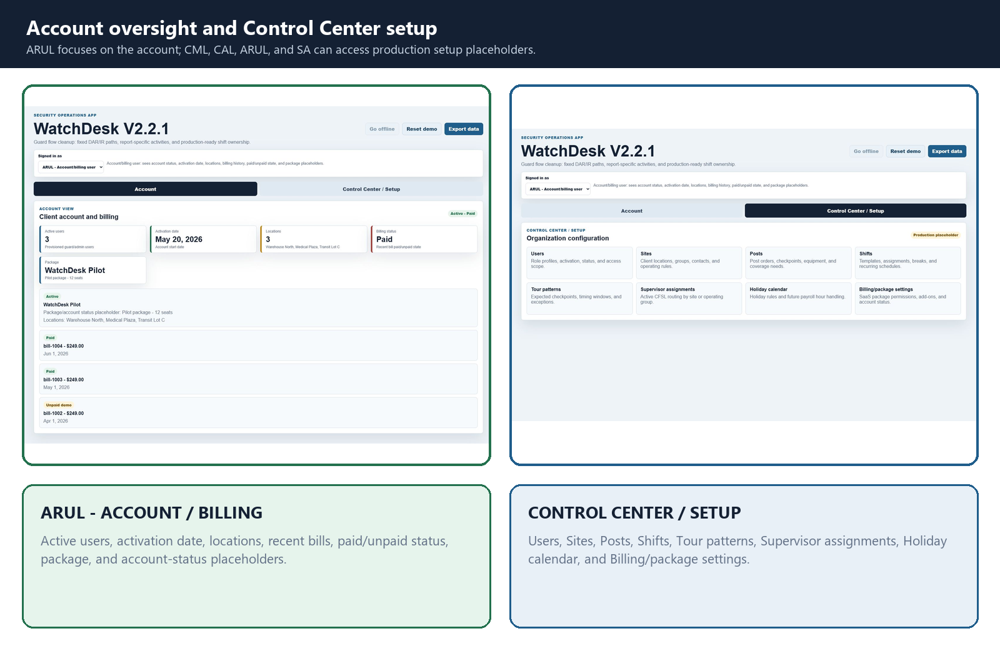 Account oversight and Control Center setup
ARUL focuses on the account; CML, CAL, ARUL, and SA can access production setup placeholders.
SECURITY OPERATIONS APP
WatchDesk V2.2.1
Go offline
Reset demo
Export data
Guard flow cleanup: fixed DAR/IR paths, report-specific activities, and production-ready shift ownership.
Signed in as
ARUL - Account/billing user
Account/billing user: sees account status, activation date, locations, billing history, paid/unpaid state, and package placeholders.
Account
Control Center / Setup
ACCOUNT VIEW
Client account and billing
Active - Paid
Active users
3
Provisioned guard/admin users
Activation date
May 20, 2026
Account start date
Locations
3
Warehouse North, Medical Plaza, Transit Lot C
Billing status
Paid
Recent bill paid/unpaid state
Package
WatchDesk Pilot
Pilot package - 12 seats
Active
WatchDesk Pilot
Package/account status placeholder: Pilot package - 12 seats
Locations: Warehouse North, Medical Plaza, Transit Lot C
Paid
bill-1004 - $249.00
Jun 1, 2026
Paid
bill-1003 - $249.00
May 1, 2026
Unpaid demo
bill-1002 - $249.00
Apr 1, 2026
SECURITY OPERATIONS APP
WatchDesk V2.2.1
Go offline
Reset demo
Export data
Guard flow cleanup: fixed DAR/IR paths, report-specific activities, and production-ready shift ownership.
Signed in as
ARUL - Account/billing user
Account/billing user: sees account status, activation date, locations, billing history, paid/unpaid state, and package placeholders.
Account
Control Center / Setup
CONTROL CENTER / SETUP
Organization configuration
Production placeholder
Users
Role profiles, activation, status, and access
scope.
Sites
Client locations, groups, contacts, and
operating rules.
Posts
Post orders, checkpoints, equipment, and
coverage needs.
Shifts
Templates, assignments, breaks, and
recurring schedules.
Tour patterns
Expected checkpoints, timing windows, and
exceptions.
Supervisor assignments
Active CFSL routing by site or operating
group.
Holiday calendar
Holiday rules and future payroll hour handling.
Billing/package settings
SaaS package permissions, add-ons, and
account status.
ARUL - ACCOUNT / BILLING
Active users, activation date, locations, recent bills, paid/unpaid status,
package, and account-status placeholders.
CONTROL CENTER / SETUP
Users, Sites, Posts, Shifts, Tour patterns, Supervisor assignments, Holiday
calendar, and Billing/package settings.